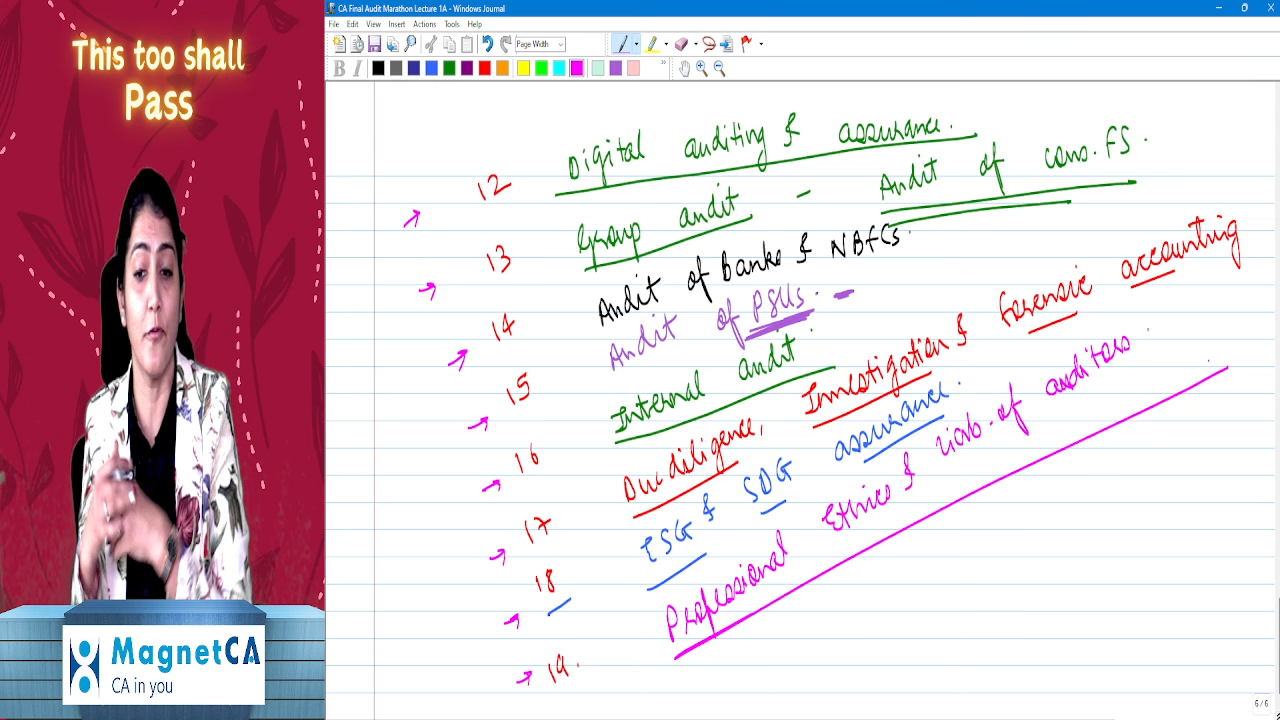 This too shall
Pass
CA Final Audit Marathon Lecture 1A - Windows Journal
File Edit View Insert Actions Tools Help
Page Width
B I
12 Digital auditing & assurance.
13 Group audit - Audit of cons. FS.
14 Audit of Banks & NBFCs.
15 Audit of PSUs. -
16 Internal audit.
17 Due diligence, Investigation & forensic accounting
18 ESG & SDG assurance.
19. Professional Ethics & liab. of auditors.
MagnetCA
CA in you
6 / 6